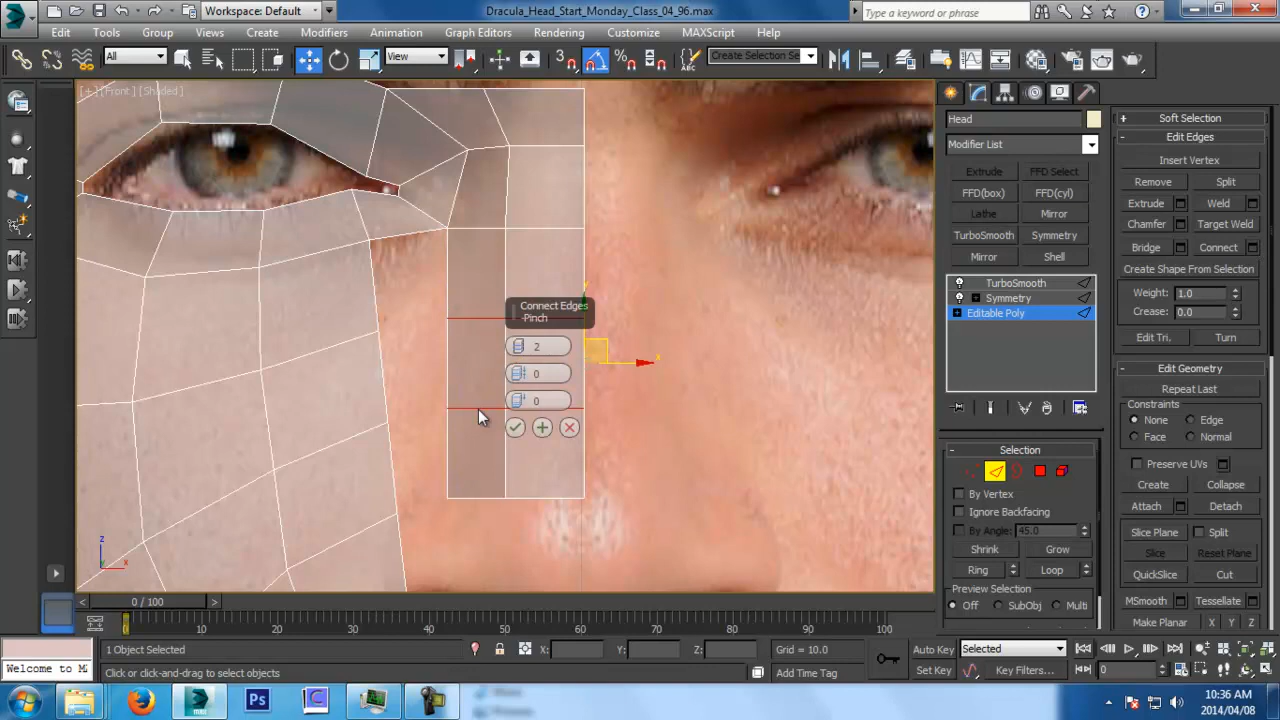 Workspace: Default
Dracula_Head_Start_Monday_Class_04_96.max
Type a keyword or phrase
Edit Tools Group Views Create Modifiers Animation Graph Editors Rendering Customize MAXScript Help
All
View
3
Create Selection Se
[+] [Front] [Shaded]
Head
Modifier List
Extrude FFD Select
FFD(box) FFD(cyl)
Lathe Mirror
TurboSmooth Symmetry
Mirror Shell
TurboSmooth
Symmetry
Editable Poly
Selection
By Vertex
Ignore Backfacing
By Angle: 45.0
Shrink Grow
Ring Loop
Preview Selection
Off SubObj Multi
Soft Selection
Edit Edges
Insert Vertex
Remove Split
Extrude Weld
Chamfer Target Weld
Bridge Connect
Create Shape From Selection
Weight: 1.0
Crease: 0.0
Edit Tri. Turn
Edit Geometry
Repeat Last
Constraints
None Edge
Face Normal
Preserve UVs
Create Collapse
Attach Detach
Slice Plane Split
Slice Reset Plane
QuickSlice Cut
MSmooth Tessellate
Make Planar X Y Z
Connect Edges
-Pinch
2
0
0
x
z
x
0 / 100
0 10 20 30 40 50 60 70 80 90 100
1 Object Selected X: Y: Z: Grid = 10.0
Auto Key Selected
Welcome to M
Click or click-and-drag to select objects
Add Time Tag
Set Key Key Filters... 0
Ps
10:36 AM
2014/04/08